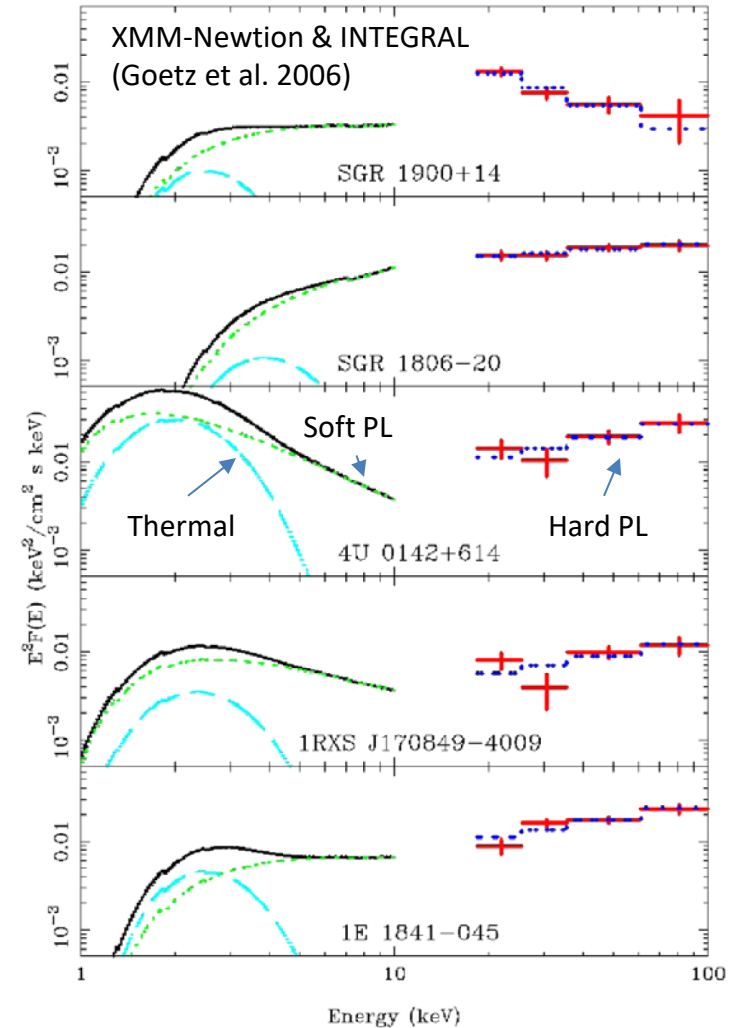 XMM-Newtion & INTEGRAL
(Goetz et al. 2006)
0.01
10⁻³
SGR 1900+14
0.01
10⁻³
SGR 1806−20
Soft PL
0.01
Thermal
Hard PL
10⁻³
4U 0142+614
E²F(E) (keV²/cm² s keV)
0.01
10⁻³
1RXS J170849−4009
0.01
10⁻³
1E 1841−045
1
10
100
Energy (keV)